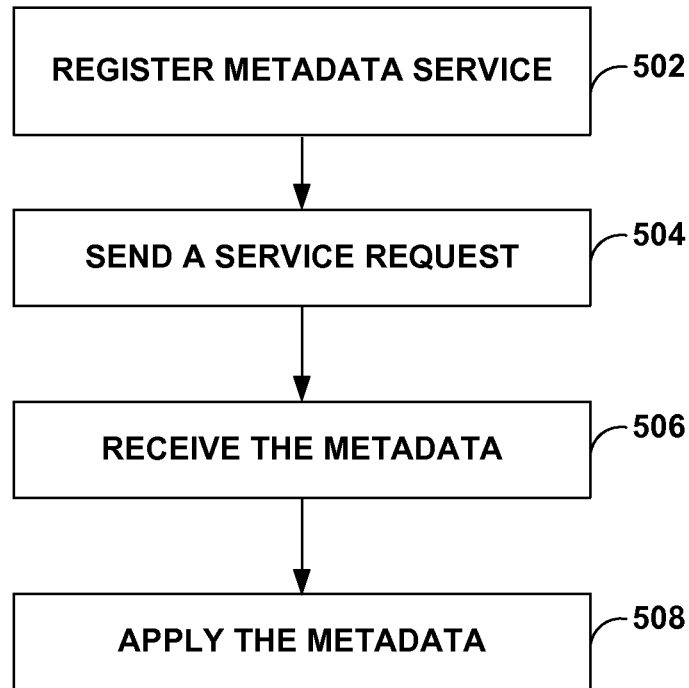 REGISTER METADATA SERVICE 502
SEND A SERVICE REQUEST 504
RECEIVE THE METADATA 506
APPLY THE METADATA 508